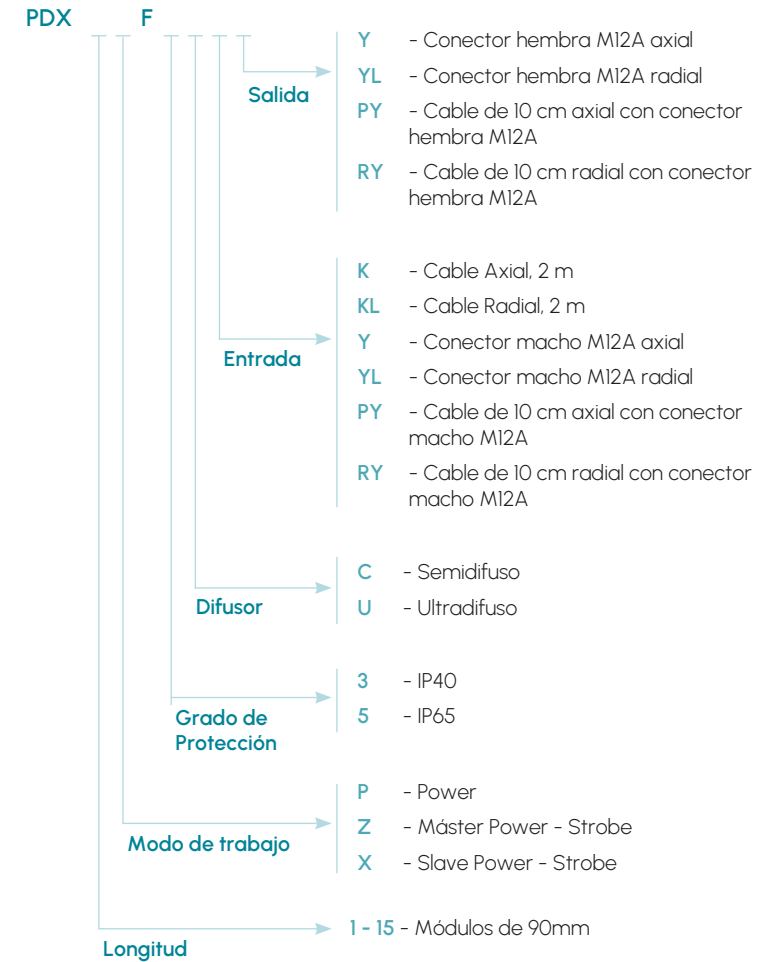 PDX F
Salida
Y - Conector hembra M12A axial
YL - Conector hembra M12A radial
PY - Cable de 10 cm axial con conector
hembra M12A
RY - Cable de 10 cm radial con conector
hembra M12A
Entrada
K - Cable Axial, 2 m
KL - Cable Radial, 2 m
Y - Conector macho M12A axial
YL - Conector macho M12A radial
PY - Cable de 10 cm axial con conector
macho M12A
RY - Cable de 10 cm radial con conector
macho M12A
Difusor
C - Semidifuso
U - Ultradifuso
Grado de
Protección
3 - IP40
5 - IP65
Modo de trabajo
P - Power
Z - Máster Power - Strobe
X - Slave Power - Strobe
Longitud
1 - 15 - Módulos de 90mm